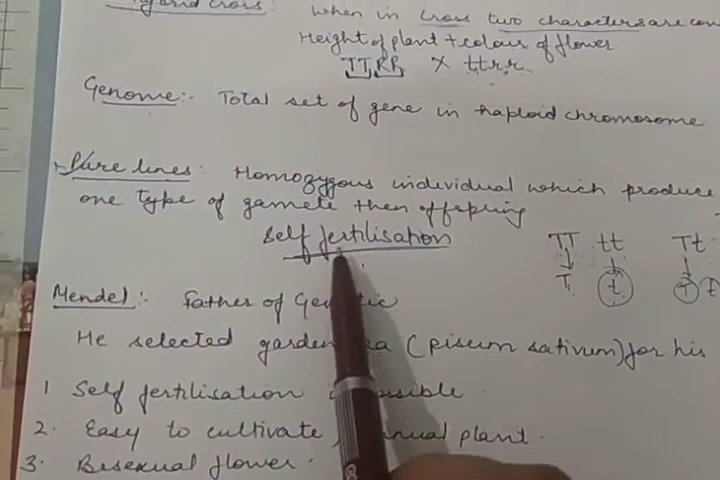 hybrid cross: when in cross two characters are con
Height of plant + colour of flower
TTRR X ttrr
Genome:- Total set of gene in haploid chromosome
Pure lines: Homozygous individual which produce
one type of gamete then offspring
Self fertilisation
TT tt Tt
T t T t
Mendel:- Father of Genetic
He selected garden (pisum sativum) for his
1 Self fertilisation
2. Easy to cultivate, plant.
3. Bisexual flower.